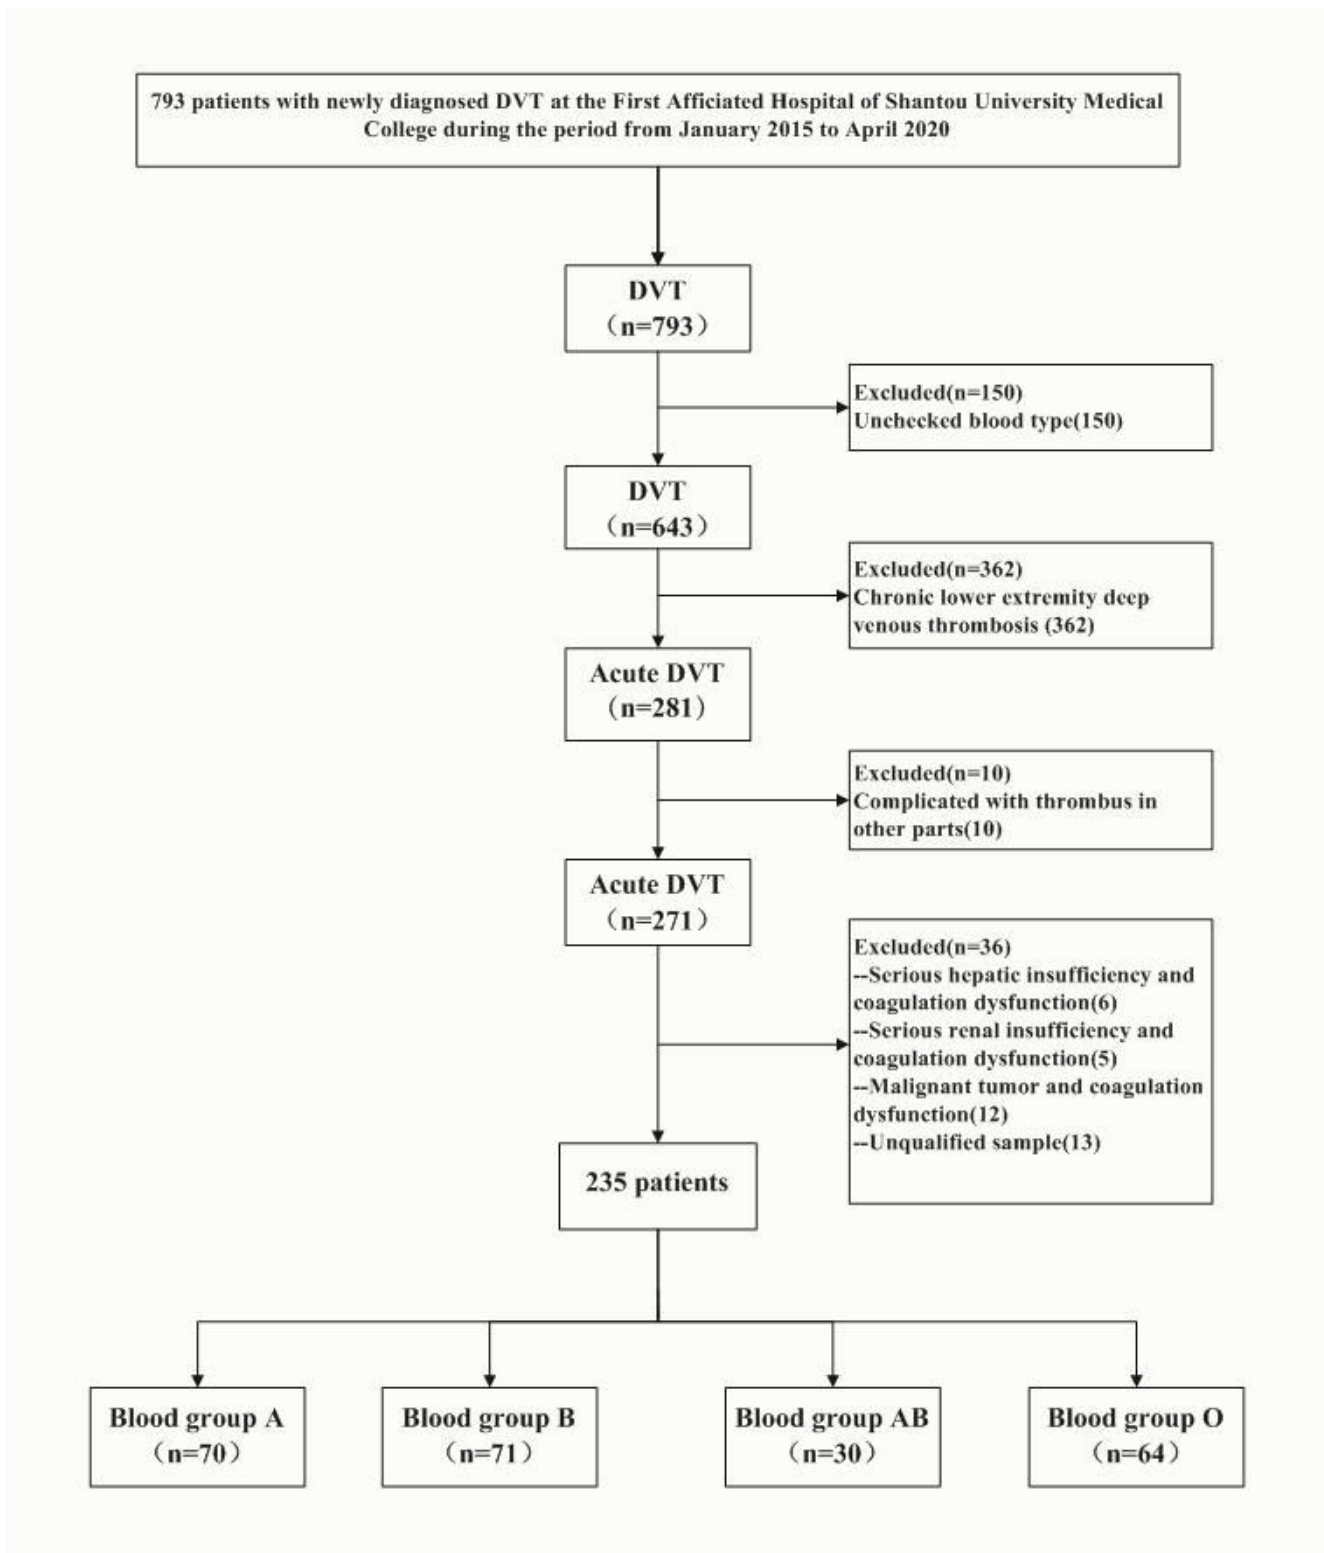 793 patients with newly diagnosed DVT at the First Afficiated Hospital of Shantou University Medical
College during the period from January 2015 to April 2020
DVT
（n=793）
Excluded(n=150)
Unchecked blood type(150)
DVT
（n=643）
Excluded(n=362)
Chronic lower extremity deep
venous thrombosis (362)
Acute DVT
（n=281）
Excluded(n=10)
Complicated with thrombus in
other parts(10)
Acute DVT
（n=271）
Excluded(n=36)
--Serious hepatic insufficiency and
coagulation dysfunction(6)
--Serious renal insufficiency and
coagulation dysfunction(5)
--Malignant tumor and coagulation
dysfunction(12)
--Unqualified sample(13)
235 patients
Blood group A
（n=70）
Blood group B
（n=71）
Blood group AB
（n=30）
Blood group O
（n=64）